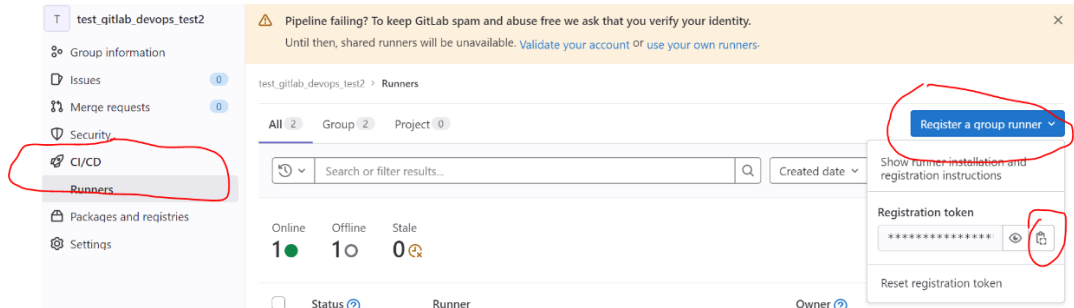 T test_gitlab_devops_test2
Group information
Issues 0
Merge requests 0
Security
CI/CD
Runners
Packages and registries
Settings
Pipeline failing? To keep GitLab spam and abuse free we ask that you verify your identity.
Until then, shared runners will be unavailable. Validate your account or use your own runners.
test_gitlab_devops_test2 > Runners
All 2 Group 2 Project 0
Register a group runner
Search or filter results...
Created date
Show runner installation and
registration instructions
Registration token
***************
Reset registration token
Online Offline Stale
1 1 0
Status Runner Owner